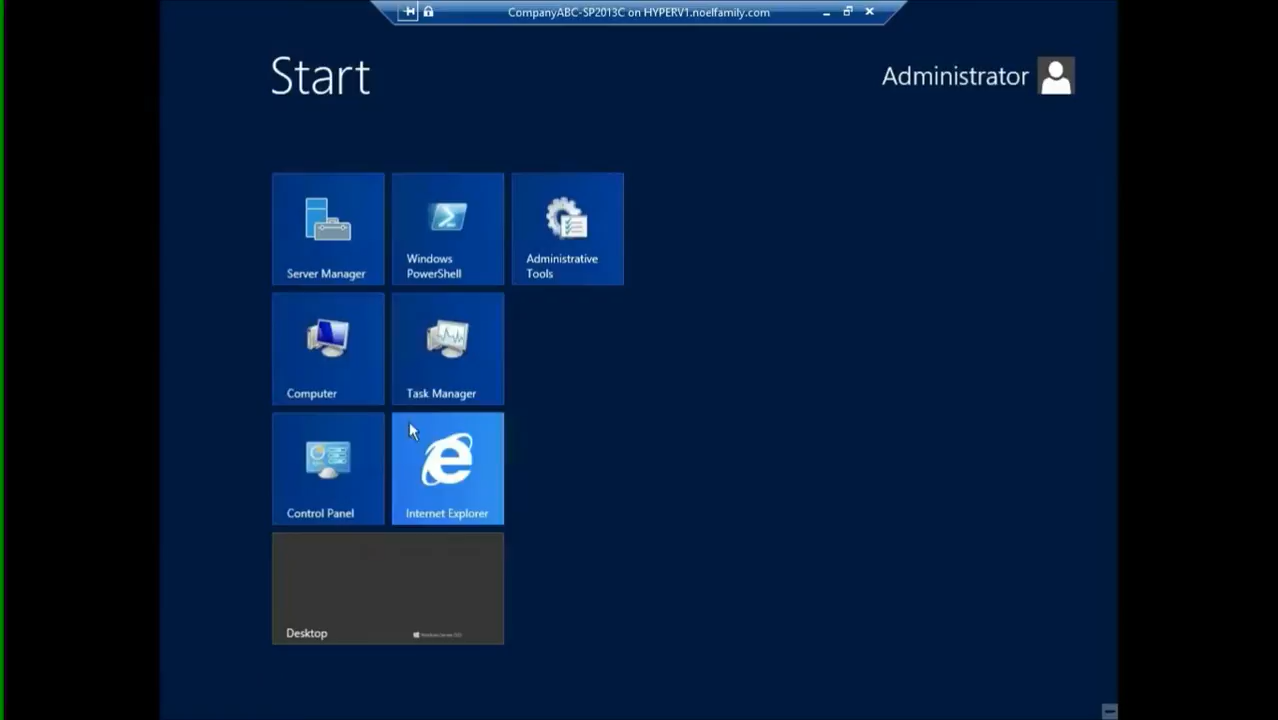 CompanyABC-SP2013C on HYPERV1.noelfamily.com
Start
Administrator
Server Manager
Windows
PowerShell
Administrative
Tools
Computer
Task Manager
Control Panel
Internet Explorer
Desktop